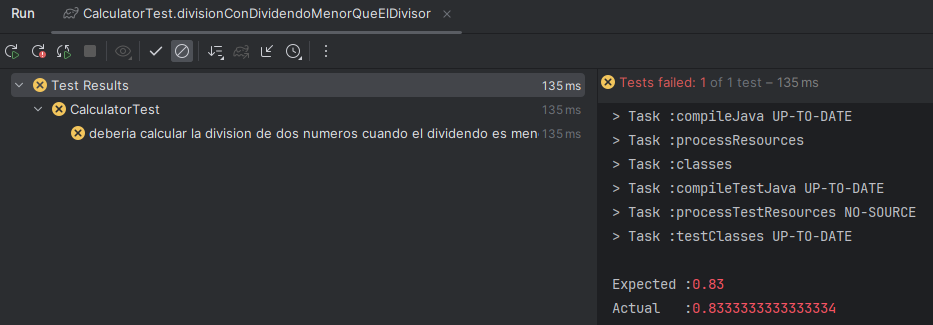 Run
CalculatorTest.divisionConDividendoMenorQueElDivisor
Test Results 135 ms
CalculatorTest 135 ms
deberia calcular la division de dos numeros cuando el dividendo es men 135 ms
Tests failed: 1 of 1 test – 135 ms
> Task :compileJava UP-TO-DATE
> Task :processResources
> Task :classes
> Task :compileTestJava UP-TO-DATE
> Task :processTestResources NO-SOURCE
> Task :testClasses UP-TO-DATE
Expected :0.83
Actual   :0.8333333333333334